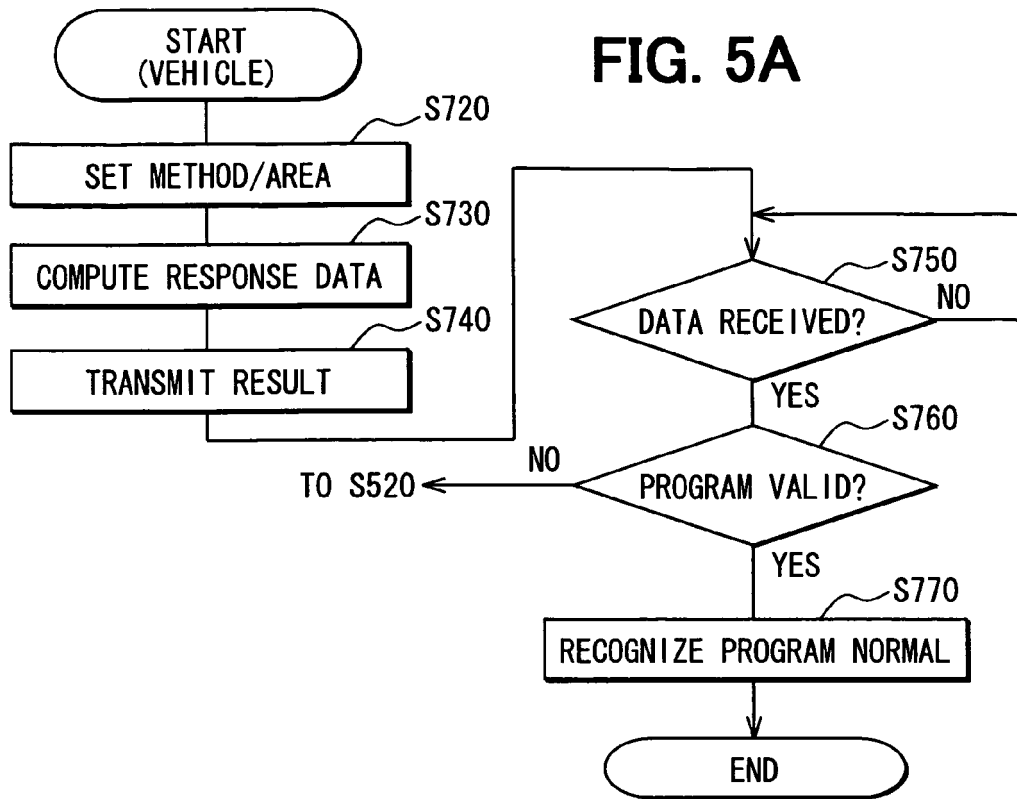 FIG. 5A
START
(VEHICLE)
S720
SET METHOD/AREA
S730
COMPUTE RESPONSE DATA
S740
TRANSMIT RESULT
S750
DATA RECEIVED?
NO
YES
S760
PROGRAM VALID?
NO
TO S520
YES
S770
RECOGNIZE PROGRAM NORMAL
END